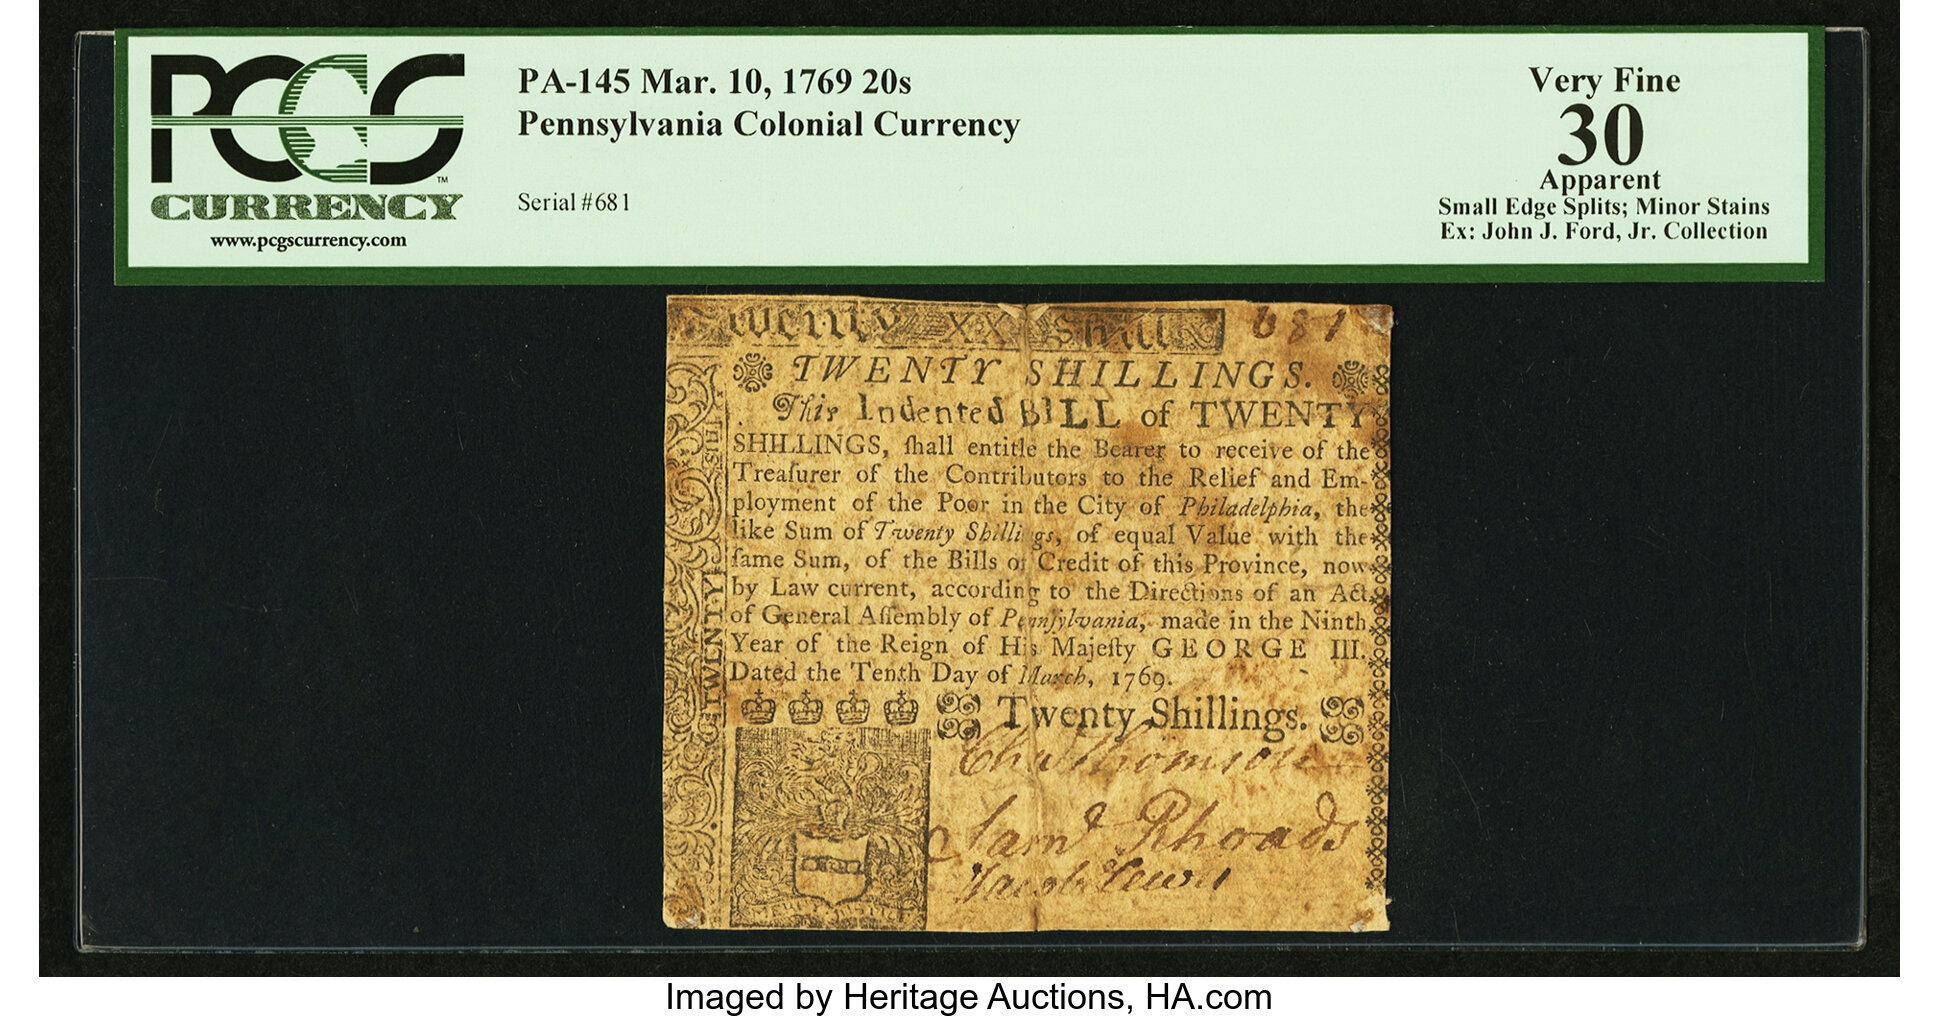 PCGS
CURRENCY
www.pcgscurrency.com
PA-145 Mar. 10, 1769 20s
Pennsylvania Colonial Currency
Serial #681
Very Fine
30
Apparent
Small Edge Splits; Minor Stains
Ex: John J. Ford, Jr. Collection
Twenty XX Shill 681
TWENTY SHILLINGS.
This Indented BILL of TWENTY
SHILLINGS, ſhall entitle the Bearer to receive of the
Treaſurer of the Contributors to the Relief and Em-
ployment of the Poor in the City of Philadelphia, the
like Sum of Twenty Shillings, of equal Value with the
ſame Sum, of the Bills of Credit of this Province, now
by Law current, according to the Directions of an Act
of General Aſſembly of Pennſylvania, made in the Ninth
Year of the Reign of His Majeſty GEORGE III.
Dated the Tenth Day of March, 1769.
Twenty Shillings.
TWENTY SHIL
Cha Thomson
Saml Rhoads
Jacob Lewis
Imaged by Heritage Auctions, HA.com